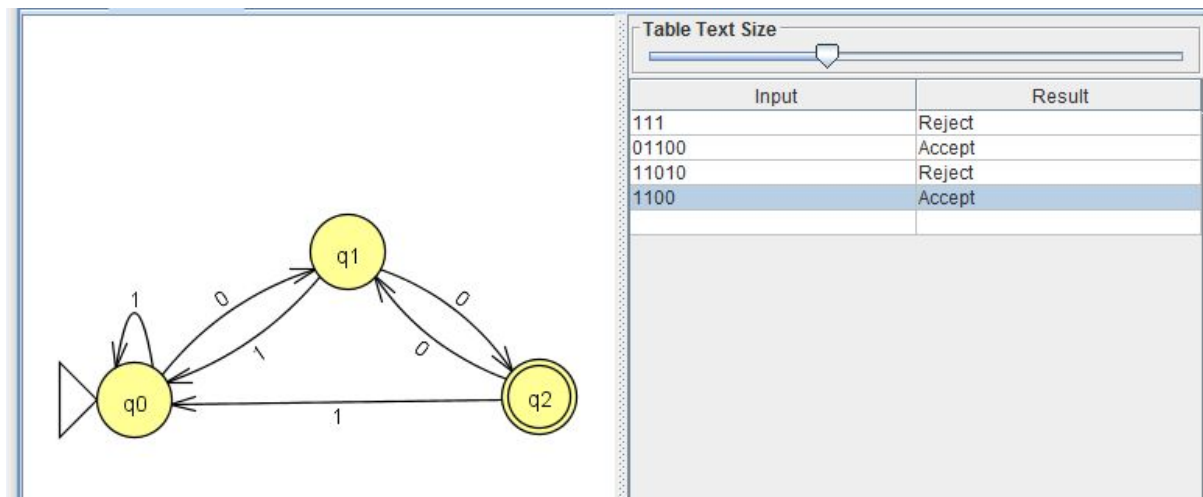 Table Text Size
Input Result
111 Reject
01100 Accept
11010 Reject
1100 Accept
q1
0 0
1
1 0
q0 q2
1